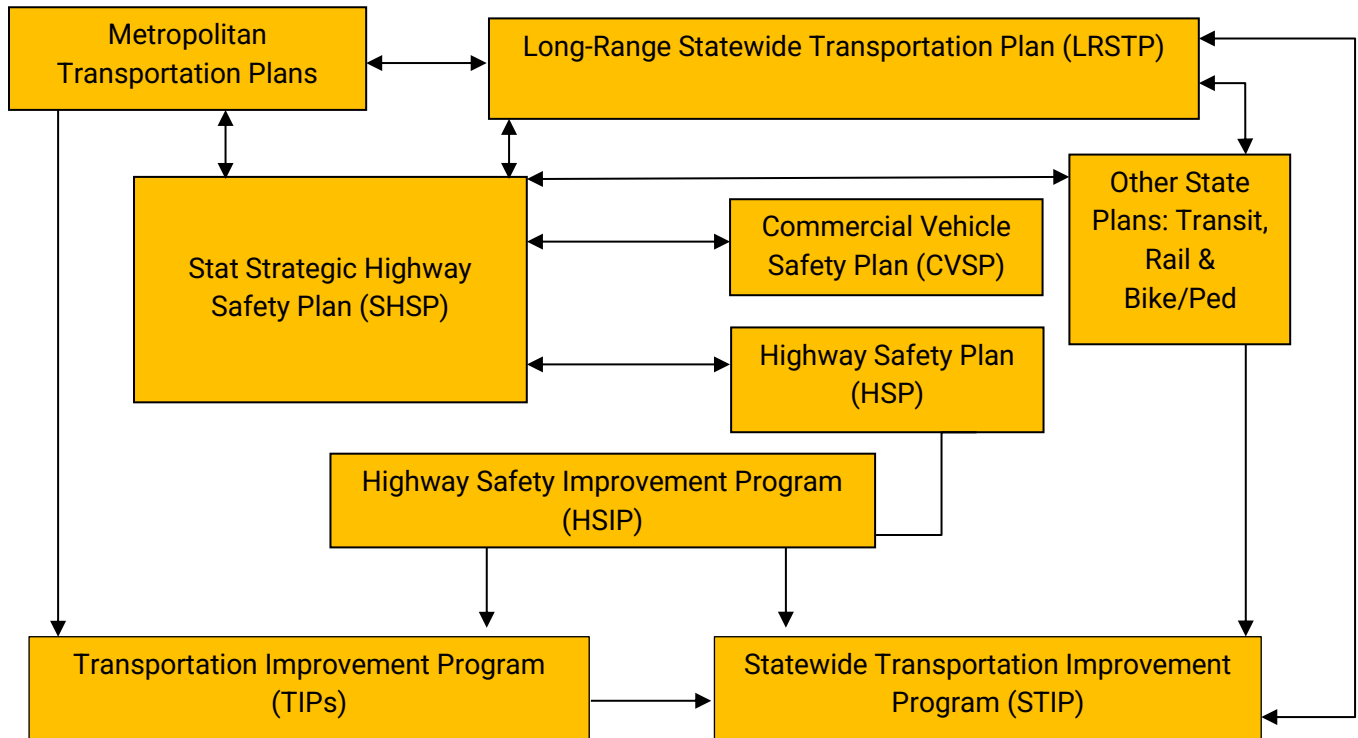 Metropolitan
Transportation Plans
Long-Range Statewide Transportation Plan (LRSTP)
Stat Strategic Highway
Safety Plan (SHSP)
Commercial Vehicle
Safety Plan (CVSP)
Other State
Plans: Transit,
Rail &
Bike/Ped
Highway Safety Plan
(HSP)
Highway Safety Improvement Program
(HSIP)
Transportation Improvement Program
(TIPs)
Statewide Transportation Improvement
Program (STIP)